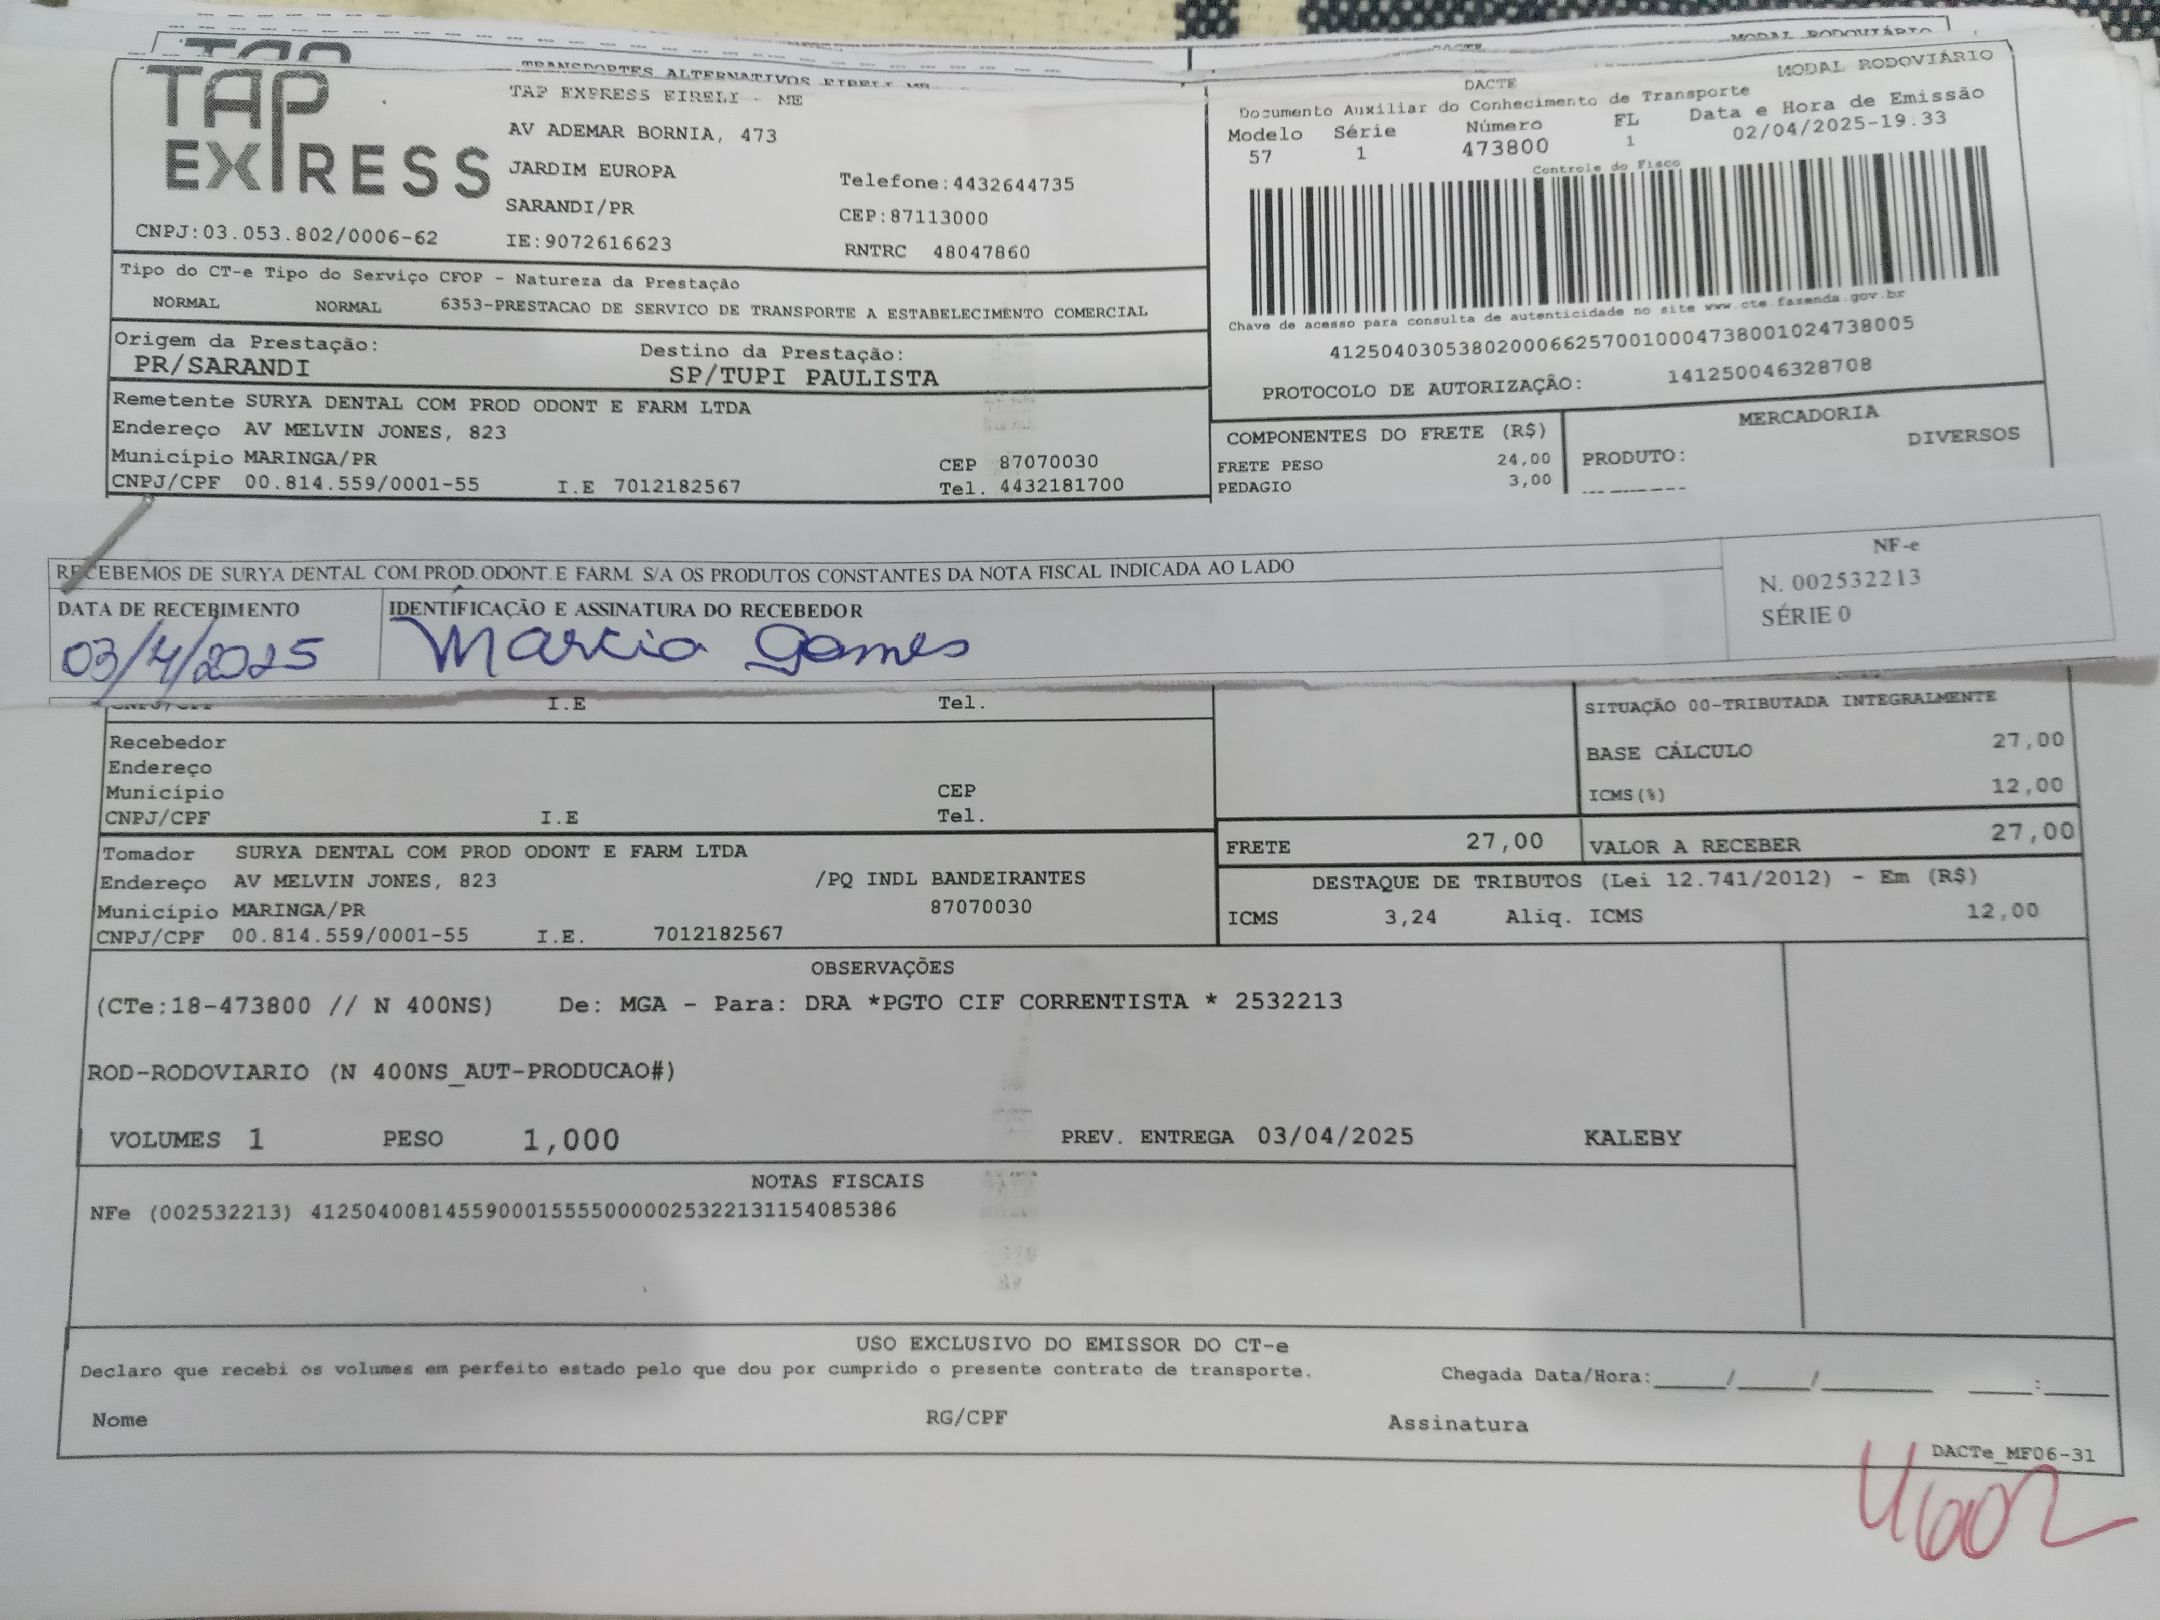 TAP
MODAL RODOVIÁRIO
TRANSPORTES ALTERNATIVOS EIRELI ME
TAP EXPRESS
TAP EXPRESS EIRELI - ME
AV ADEMAR BORNIA, 473
JARDIM EUROPA
Telefone:4432644735
SARANDI/PR
CEP:87113000
CNPJ:03.053.802/0006-62
IE:9072616623
RNTRC 48047860
DACTE
MODAL RODOVIÁRIO
Documento Auxiliar do Conhecimento de Transporte
Modelo Série Número FL Data e Hora de Emissão
57 1 473800 1 02/04/2025-19:33
Controle do Fisco
Chave de acesso para consulta de autenticidade no site www.cte.fazenda.gov.br
41250403053802000662570010004738001024738005
PROTOCOLO DE AUTORIZAÇÃO: 141250046328708
Tipo do CT-e Tipo do Serviço CFOP - Natureza da Prestação
NORMAL NORMAL 6353-PRESTACAO DE SERVICO DE TRANSPORTE A ESTABELECIMENTO COMERCIAL
Origem da Prestação: Destino da Prestação:
PR/SARANDI SP/TUPI PAULISTA
Remetente SURYA DENTAL COM PROD ODONT E FARM LTDA
Endereço AV MELVIN JONES, 823
Município MARINGA/PR CEP 87070030
CNPJ/CPF 00.814.559/0001-55 I.E 7012182567 Tel. 4432181700
COMPONENTES DO FRETE (R$)
FRETE PESO 24,00
PEDAGIO 3,00
MERCADORIA
PRODUTO: DIVERSOS
RECEBEMOS DE SURYA DENTAL COM.PROD.ODONT.E FARM. S/A OS PRODUTOS CONSTANTES DA NOTA FISCAL INDICADA AO LADO
DATA DE RECEBIMENTO IDENTIFICAÇÃO E ASSINATURA DO RECEBEDOR
03/4/2025 Marcia Gomes
NF-e
N. 002532213
SÉRIE 0
CNPJ/CPF I.E Tel.
Recebedor
Endereço
Município CEP
CNPJ/CPF I.E Tel.
SITUAÇÃO 00-TRIBUTADA INTEGRALMENTE
BASE CÁLCULO 27,00
ICMS(%) 12,00
FRETE 27,00 VALOR A RECEBER 27,00
Tomador SURYA DENTAL COM PROD ODONT E FARM LTDA
Endereço AV MELVIN JONES, 823 /PQ INDL BANDEIRANTES
Município MARINGA/PR 87070030
CNPJ/CPF 00.814.559/0001-55 I.E. 7012182567
DESTAQUE DE TRIBUTOS (Lei 12.741/2012) - Em (R$)
ICMS 3,24 Aliq. ICMS 12,00
OBSERVAÇÕES
(CTe:18-473800 // N 400NS) De: MGA - Para: DRA *PGTO CIF CORRENTISTA * 2532213
ROD-RODOVIARIO (N 400NS_AUT-PRODUCAO#)
VOLUMES 1 PESO 1,000 PREV. ENTREGA 03/04/2025 KALEBY
NOTAS FISCAIS
NFe (002532213) 41250400814559000155550000025322131154085386
USO EXCLUSIVO DO EMISSOR DO CT-e
Declaro que recebi os volumes em perfeito estado pelo que dou por cumprido o presente contrato de transporte. Chegada Data/Hora:____/____/____ ____:____
Nome RG/CPF Assinatura
DACTe_MF06-31